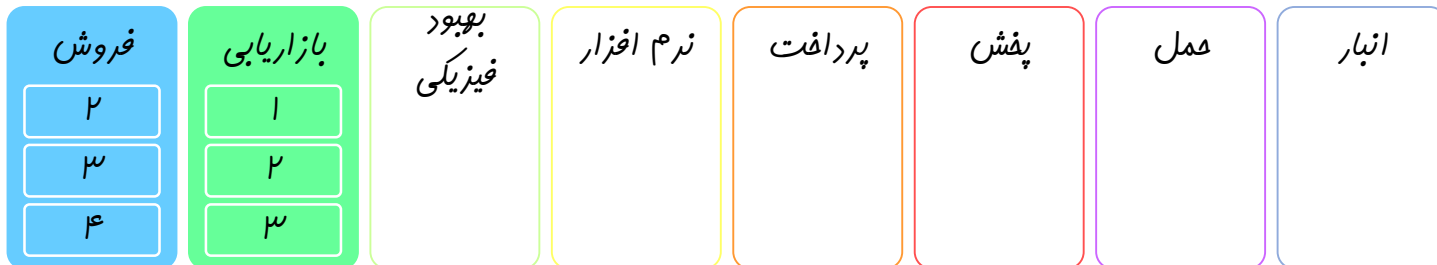 انبار
حمل
پخش
پرداخت
نرم افزار
بهبود
فیزیکی
بازاریابی
۱
۲
۳
فروش
۲
۳
۴